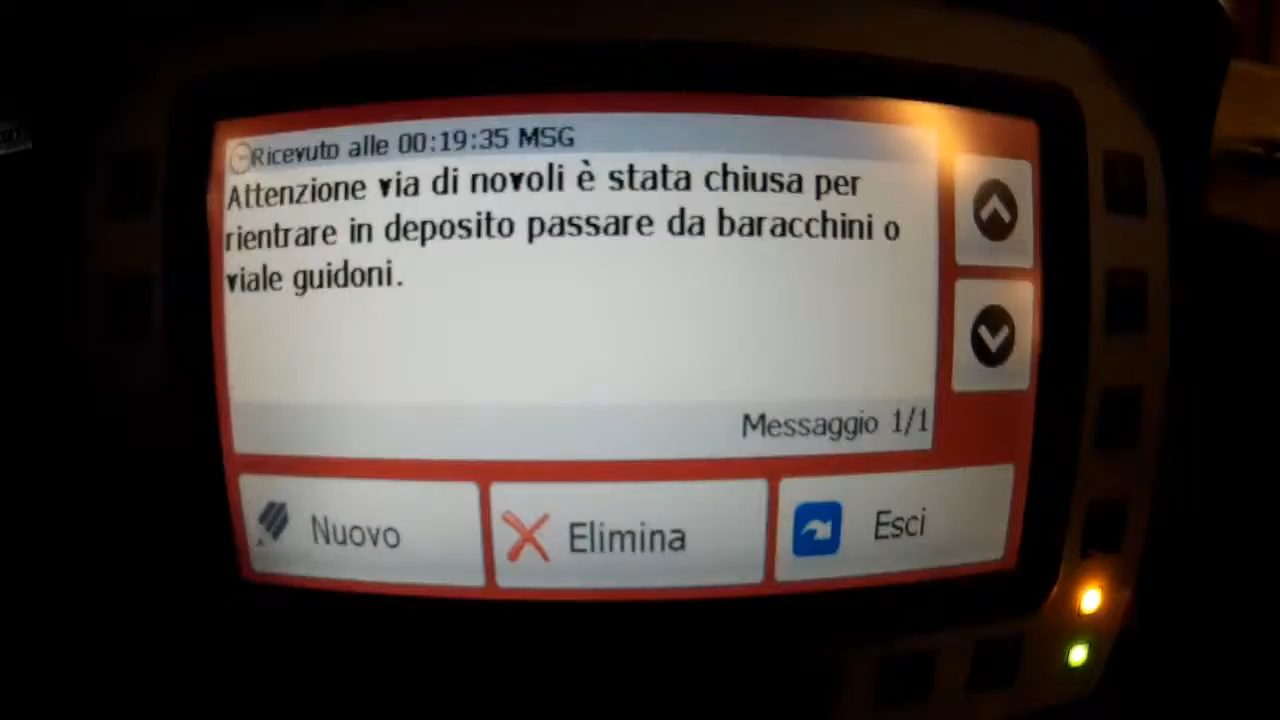 Ricevuto alle 00:19:35 MSG
Attenzione via di novoli è stata chiusa per
rientrare in deposito passare da baracchini o
viale guidoni.
Messaggio 1/1
Nuovo
Elimina
Esci